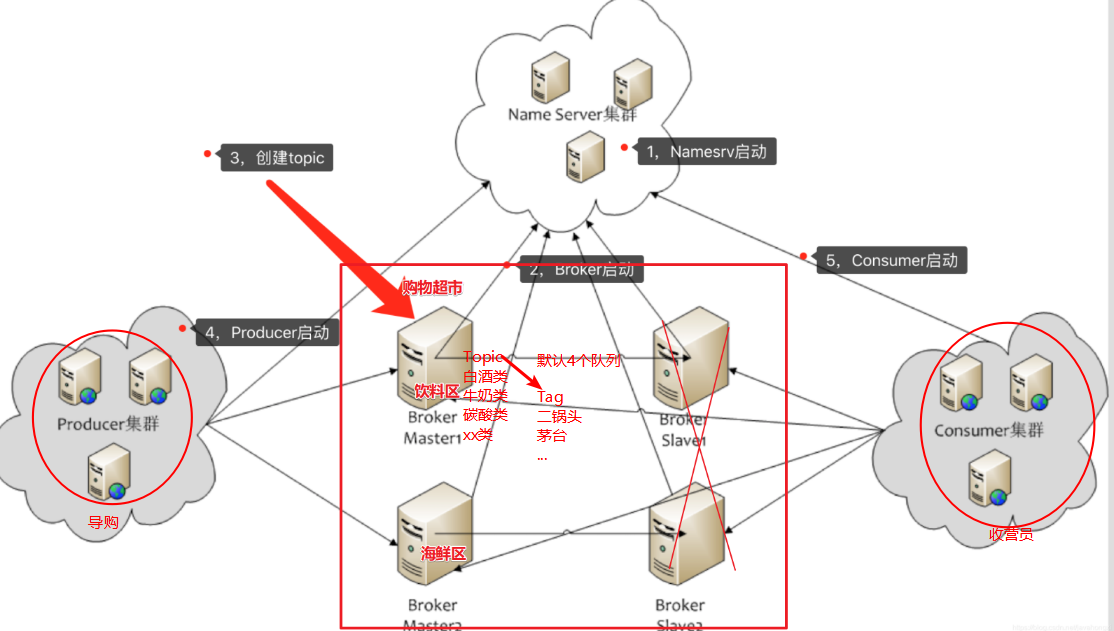 Name Server集群
1，Namesrv启动
3，创建topic
5，Consumer启动
2，Broker启动
购物超市
4，Producer启动
Topic
默认4个队列
白酒类
饮料区
牛奶类
Tag
碳酸类
二锅头
xx类
茅台
...
Broker
Master1
Broker
Slave1
Producer集群
Consumer集群
导购
收营员
海鲜区
Broker
Master2
Broker
Slave2